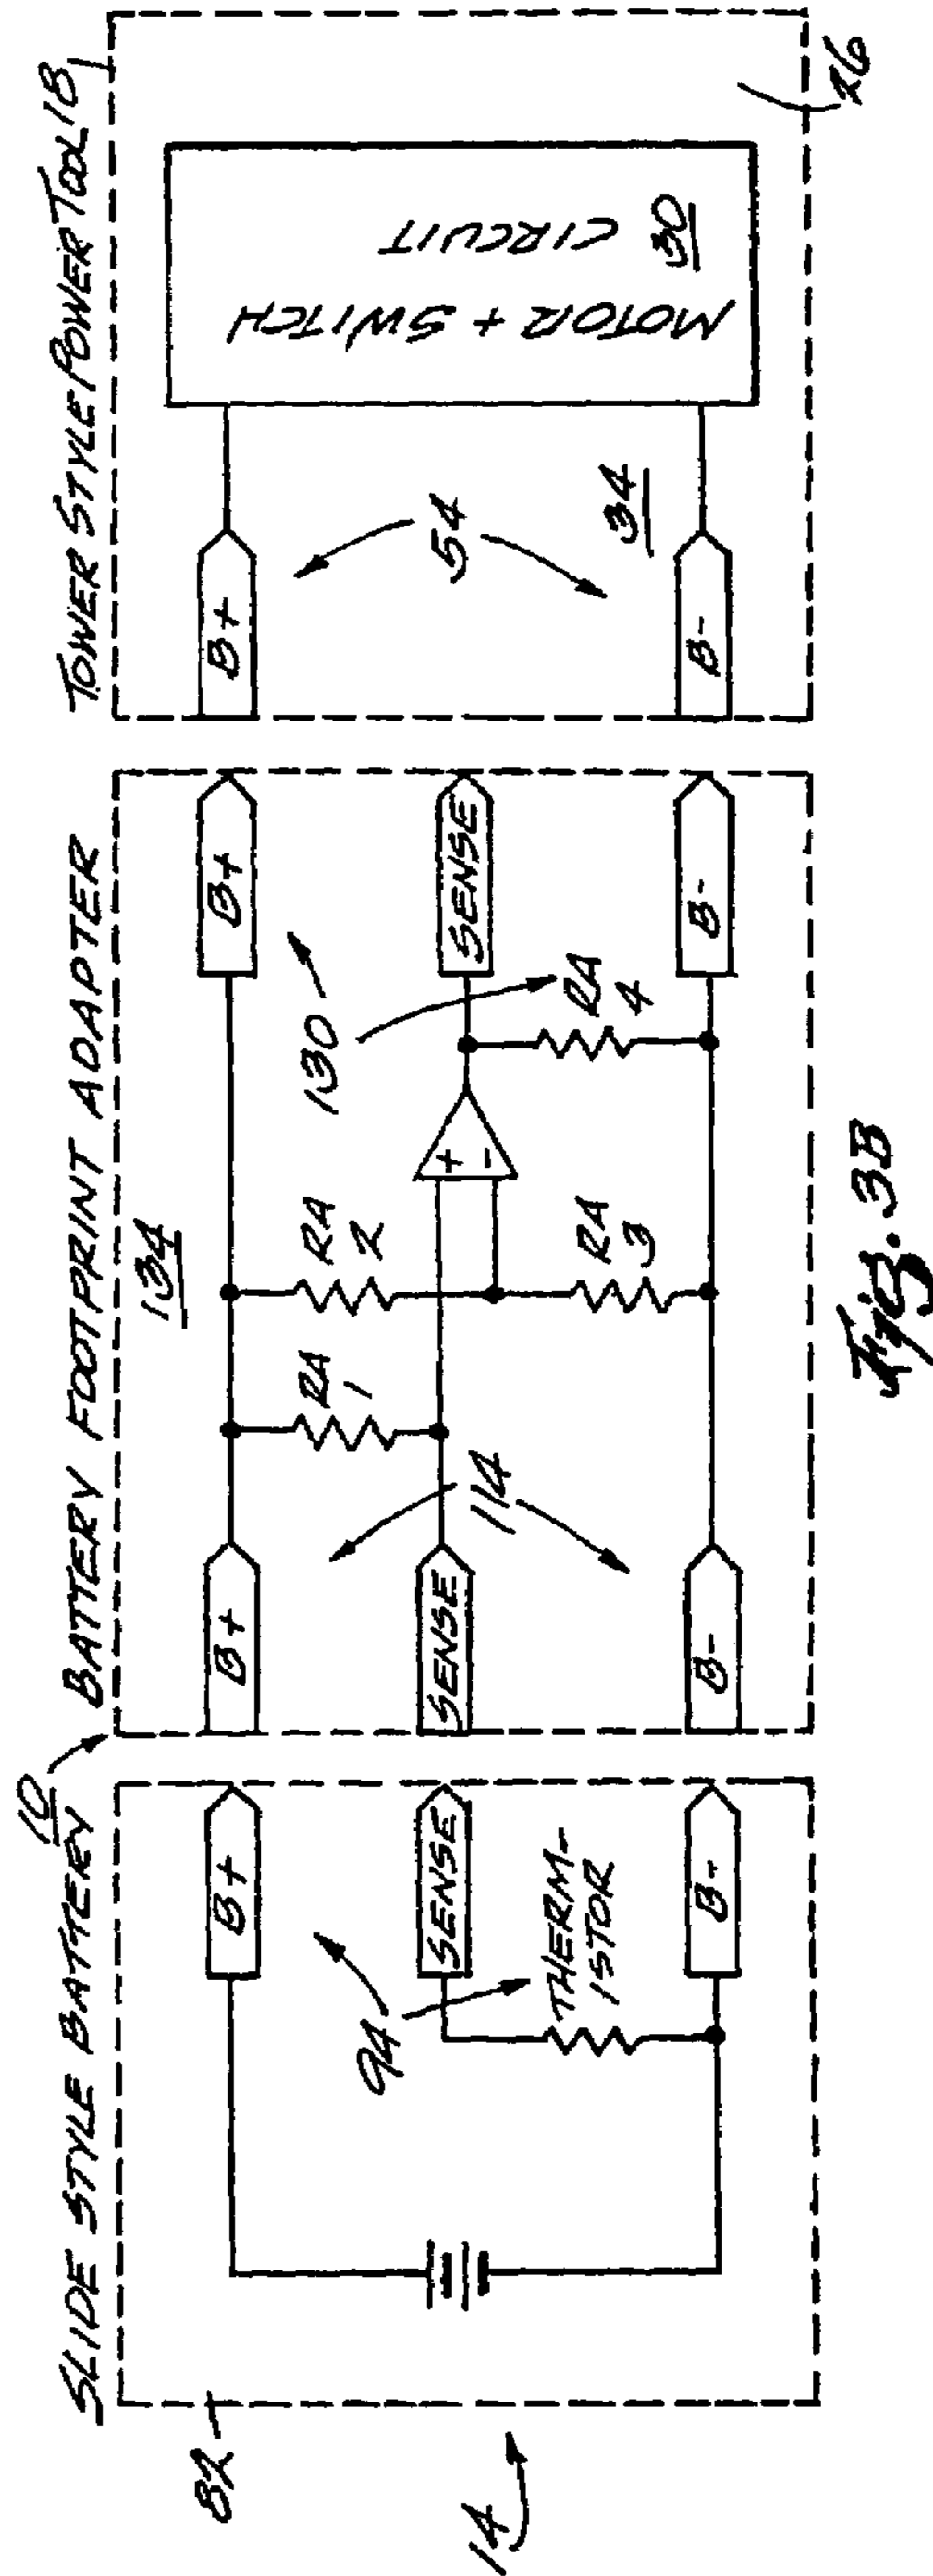 SLIDE STYLE BATTERY
10
BATTERY FOOTPRINT ADAPTER
TOWER STYLE POWER TOOL 18
82
14
B+
SENSE
B-
94
THERM-
ISTOR
134
B+
SENSE
B-
114
RA
1
RA
2
RA
3
RA
4
+
-
130
B+
SENSE
B-
B+
B-
54
34
MOTOR + SWITCH
CIRCUIT
30
26
Fig. 3B